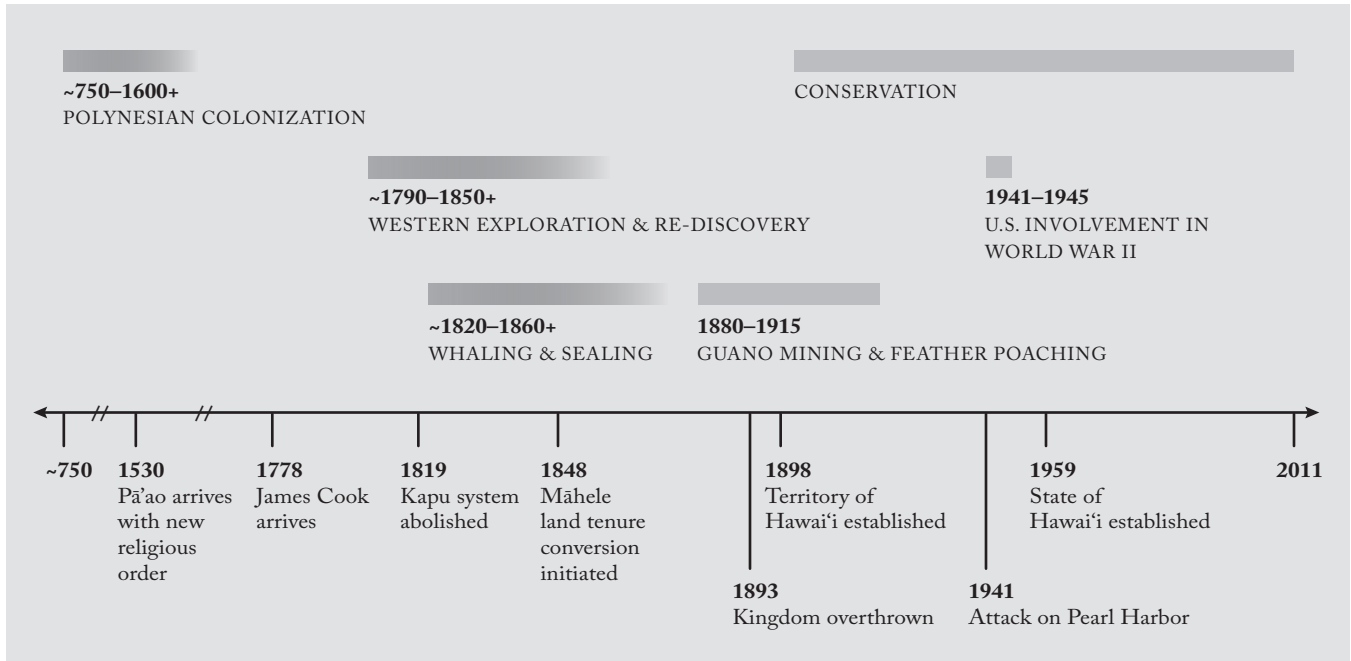 ~750–1600+
POLYNESIAN COLONIZATION
CONSERVATION
~1790–1850+
WESTERN EXPLORATION & RE-DISCOVERY
1941–1945
U.S. INVOLVEMENT IN
WORLD WAR II
~1820–1860+
WHALING & SEALING
1880–1915
GUANO MINING & FEATHER POACHING
~750
1530
Pā'ao arrives
with new
religious
order
1778
James Cook
arrives
1819
Kapu system
abolished
1848
Māhele
land tenure
conversion
initiated
1898
Territory of
Hawai‘i established
1959
State of
Hawai‘i established
2011
1893
Kingdom overthrown
1941
Attack on Pearl Harbor